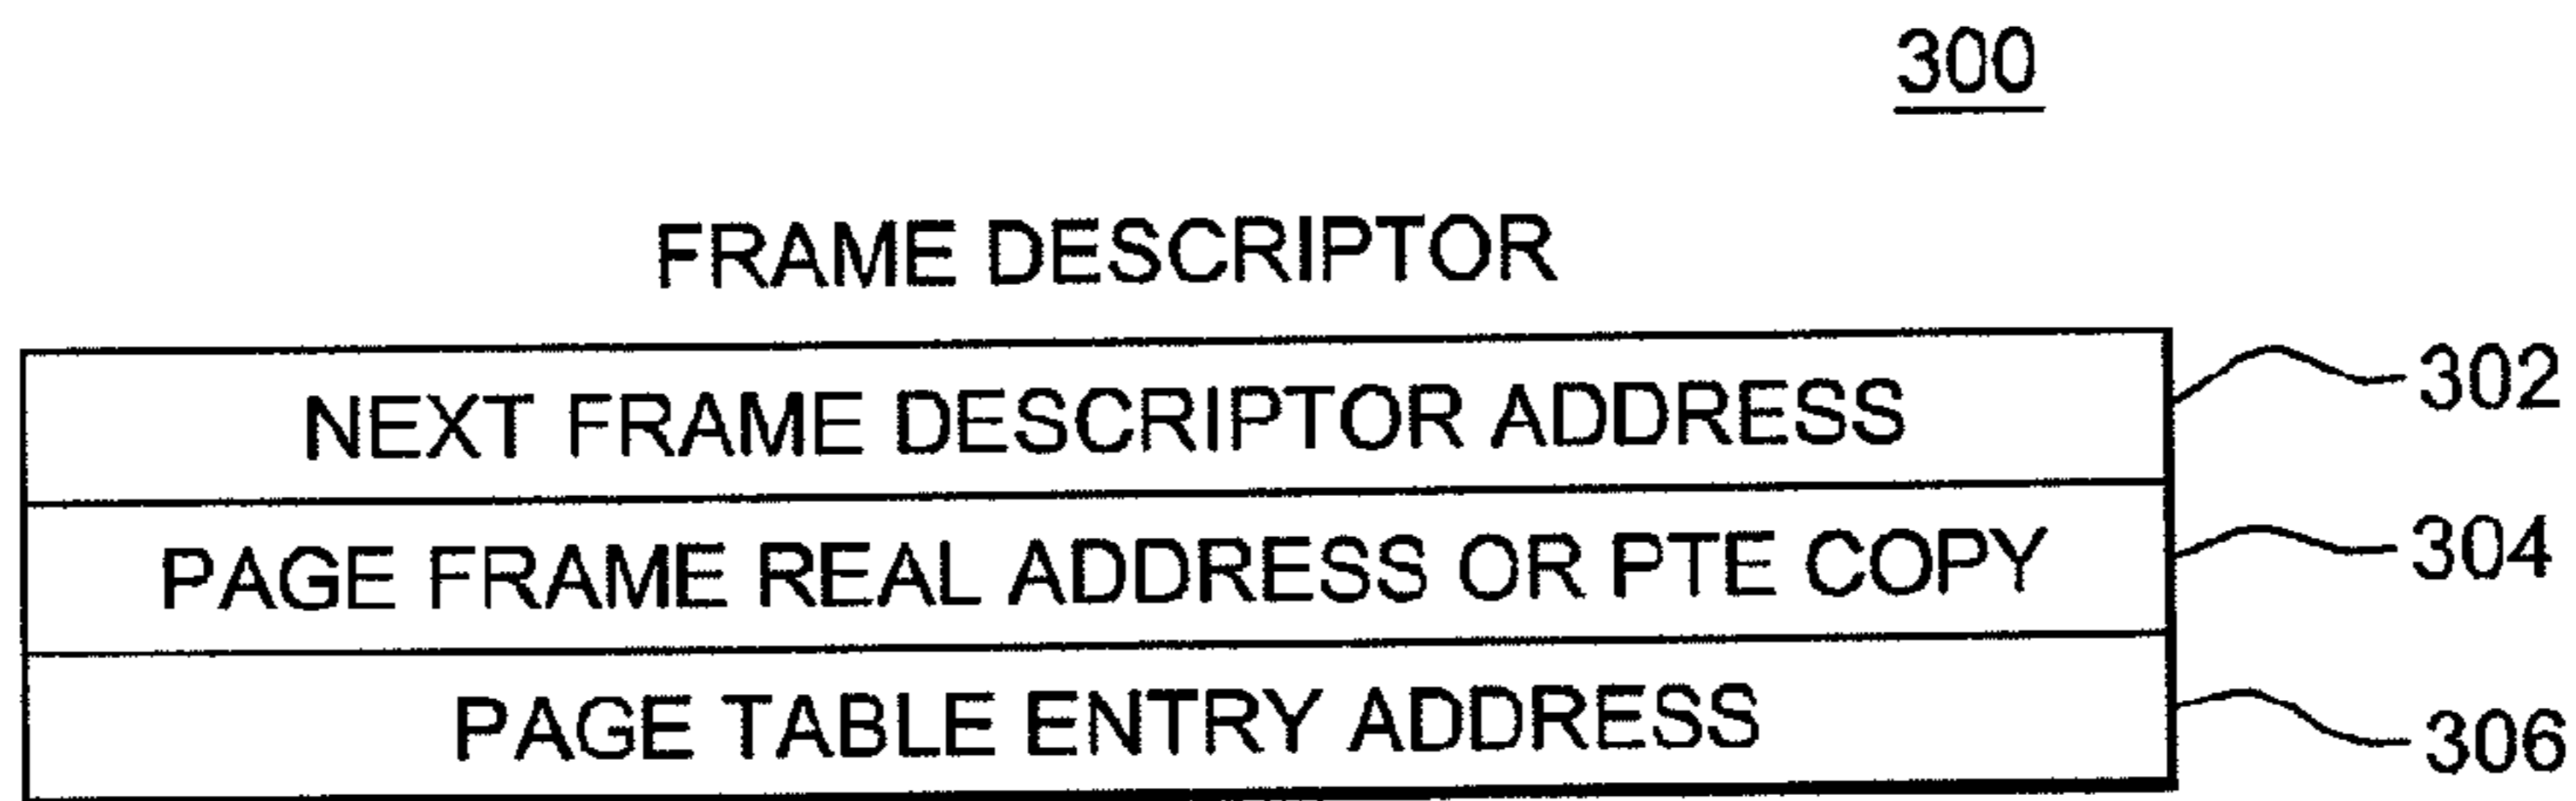 300
FRAME DESCRIPTOR
NEXT FRAME DESCRIPTOR ADDRESS 302
PAGE FRAME REAL ADDRESS OR PTE COPY 304
PAGE TABLE ENTRY ADDRESS 306